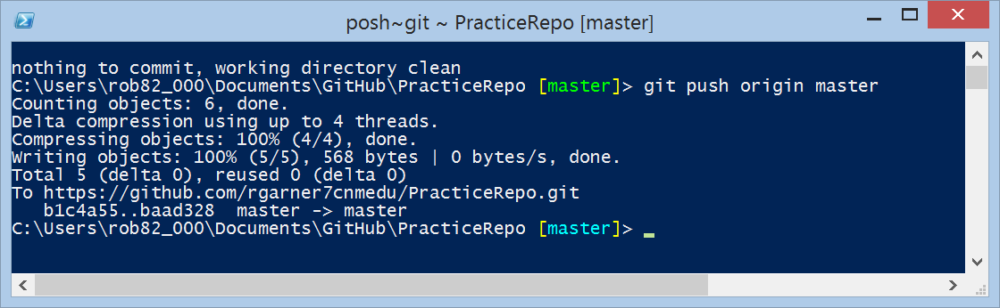 posh~git ~ PracticeRepo [master]
nothing to commit, working directory clean
C:\Users\rob82_000\Documents\GitHub\PracticeRepo [master]> git push origin master
Counting objects: 6, done.
Delta compression using up to 4 threads.
Compressing objects: 100% (4/4), done.
Writing objects: 100% (5/5), 568 bytes | 0 bytes/s, done.
Total 5 (delta 0), reused 0 (delta 0)
To https://github.com/rgarner7cnmedu/PracticeRepo.git
   b1c4a55..baad328  master -> master
C:\Users\rob82_000\Documents\GitHub\PracticeRepo [master]>